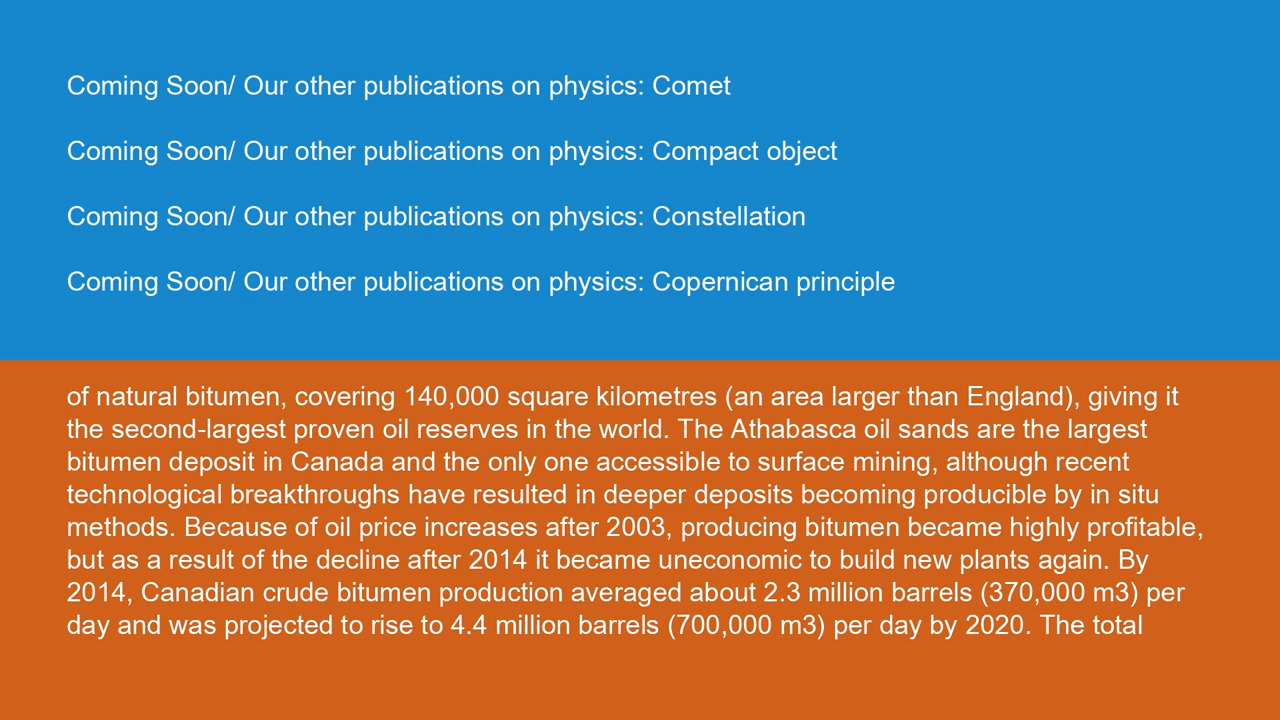 Coming Soon/ Our other publications on physics: Comet
Coming Soon/ Our other publications on physics: Compact object
Coming Soon/ Our other publications on physics: Constellation
Coming Soon/ Our other publications on physics: Copernican principle
of natural bitumen, covering 140,000 square kilometres (an area larger than England), giving it
the second-largest proven oil reserves in the world. The Athabasca oil sands are the largest
bitumen deposit in Canada and the only one accessible to surface mining, although recent
technological breakthroughs have resulted in deeper deposits becoming producible by in situ
methods. Because of oil price increases after 2003, producing bitumen became highly profitable,
but as a result of the decline after 2014 it became uneconomic to build new plants again. By
2014, Canadian crude bitumen production averaged about 2.3 million barrels (370,000 m3) per
day and was projected to rise to 4.4 million barrels (700,000 m3) per day by 2020. The total